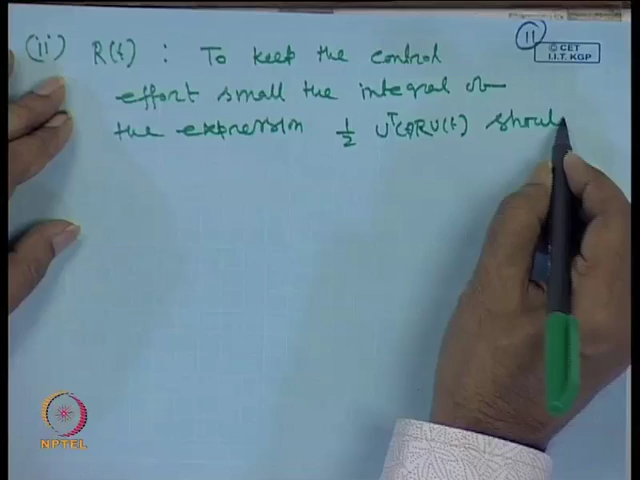 (ii) R(t) : To keep the control
effort small the integral of
the expression 1/2 Uᵀ(t)RU(t) shoul
11
© CET
I.I.T. KGP
NPTEL